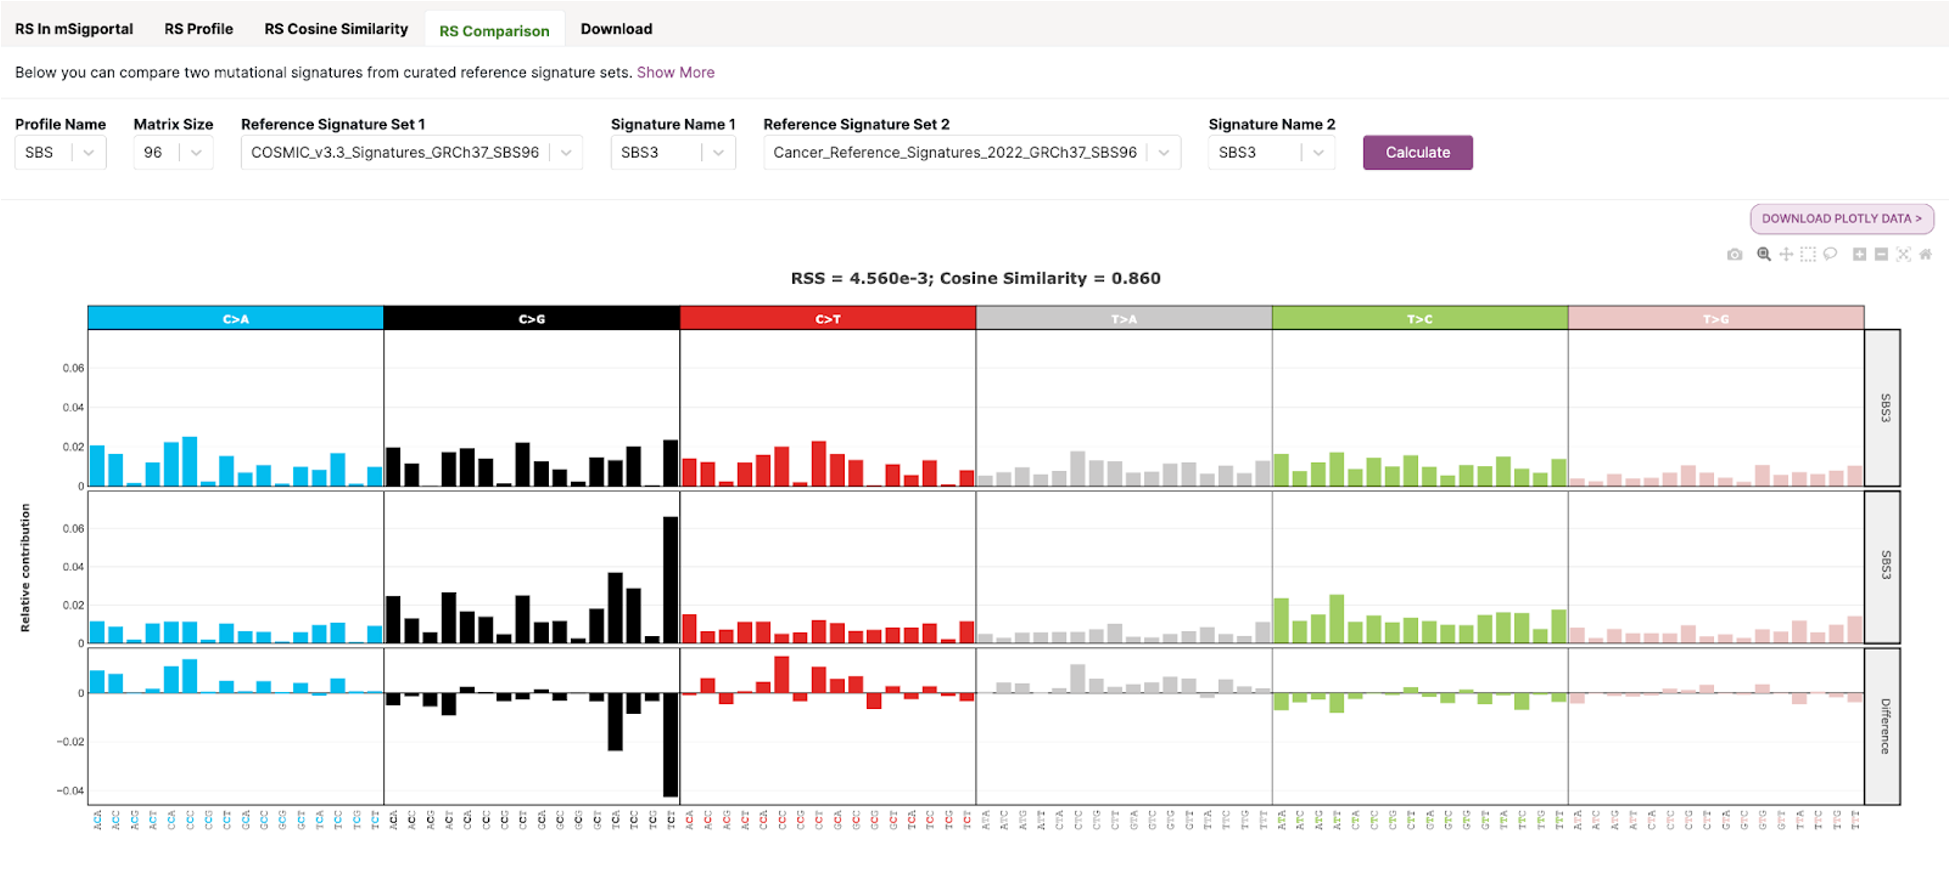 RS In mSigportal RS Profile RS Cosine Similarity RS Comparison Download
Below you can compare two mutational signatures from curated reference signature sets. Show More
Profile Name Matrix Size Reference Signature Set 1 Signature Name 1 Reference Signature Set 2 Signature Name 2
SBS 96 COSMIC_v3.3_Signatures_GRCh37_SBS96 SBS3 Cancer_Reference_Signatures_2022_GRCh37_SBS96 SBS3 Calculate
DOWNLOAD PLOTLY DATA >
RSS = 4.560e-3; Cosine Similarity = 0.860
C>A C>G C>T T>A T>C T>G
0.06
0.04
0.02
0
SBS3
Relative contribution
0.06
0.04
0.02
0
SBS3
0
−0.02
−0.04
Difference
ACA ACC ACG ACT CCA CCC CCG CCT GCA GCC GCG GCT TCA TCC TCG TCT ACA ACC ACG ACT CCA CCC CCG CCT GCA GCC GCG GCT TCA TCC TCG TCT ACA ACC ACG ACT CCA CCC CCG CCT GCA GCC GCG GCT TCA TCC TCG TCT ATA ATC ATG ATT CTA CTC CTG CTT GTA GTC GTG GTT TTA TTC TTG TTT ATA ATC ATG ATT CTA CTC CTG CTT GTA GTC GTG GTT TTA TTC TTG TTT ATA ATC ATG ATT CTA CTC CTG CTT GTA GTC GTG GTT TTA TTC TTG TTT